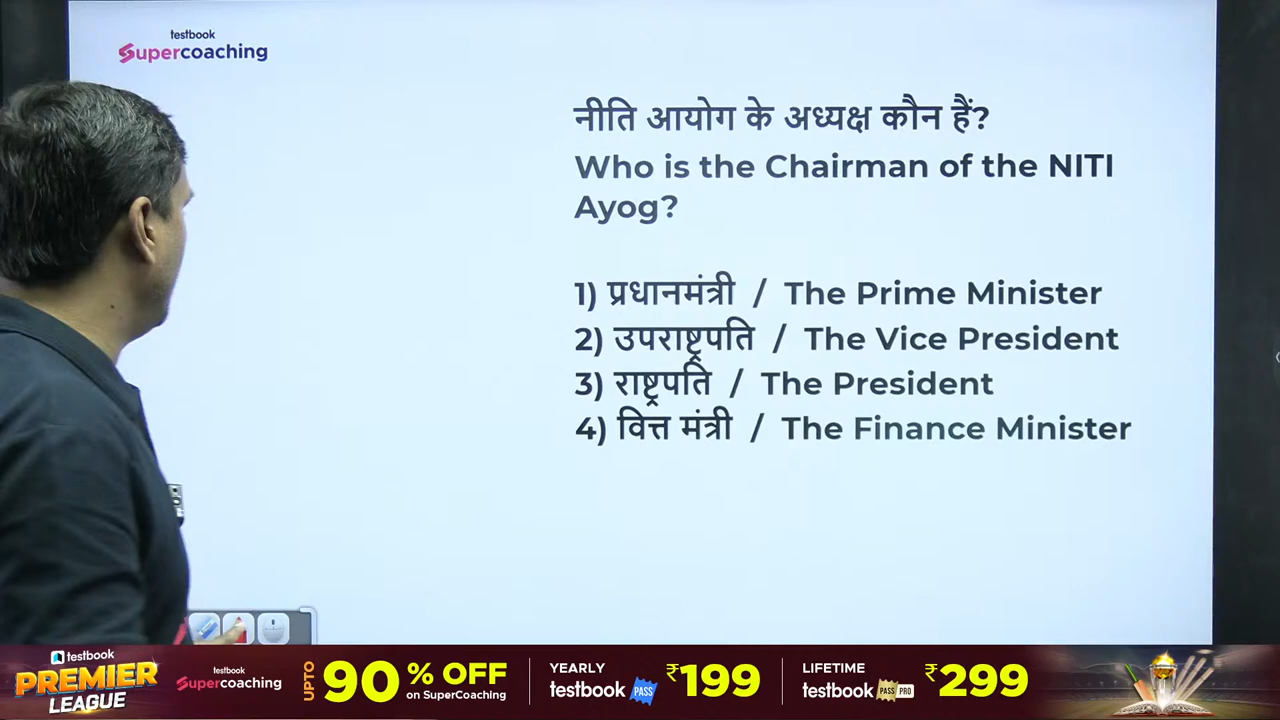 testbook
Supercoaching
नीति आयोग के अध्यक्ष कौन हैं?
Who is the Chairman of the NITI
Ayog?
1) प्रधानमंत्री / The Prime Minister
2) उपराष्ट्रपति / The Vice President
3) राष्ट्रपति / The President
4) वित्त मंत्री / The Finance Minister
testbook
PREMIER
LEAGUE
testbook
Supercoaching
UPTO
90
% OFF
on SuperCoaching
YEARLY
testbook PASS
₹199
LIFETIME
testbook PASS PRO
₹299